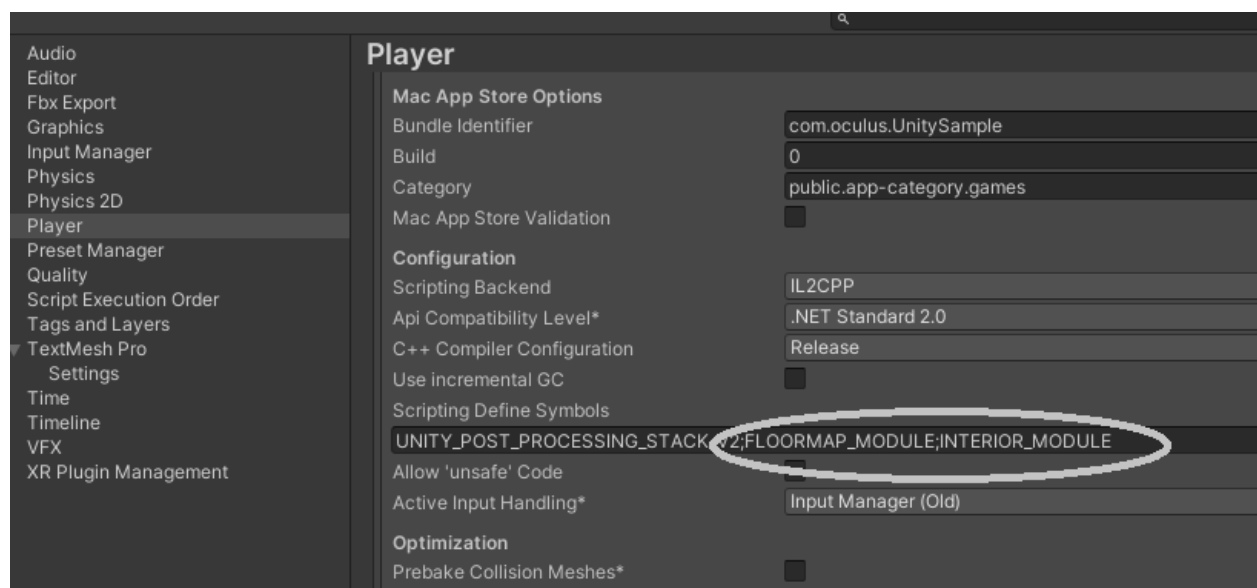 Audio
Editor
Fbx Export
Graphics
Input Manager
Physics
Physics 2D
Player
Preset Manager
Quality
Script Execution Order
Tags and Layers
TextMesh Pro
Settings
Time
Timeline
VFX
XR Plugin Management
Player
Mac App Store Options
Bundle Identifier com.oculus.UnitySample
Build 0
Category public.app-category.games
Mac App Store Validation
Configuration
Scripting Backend IL2CPP
Api Compatibility Level* .NET Standard 2.0
C++ Compiler Configuration Release
Use incremental GC
Scripting Define Symbols
UNITY_POST_PROCESSING_STACK_V2;FLOORMAP_MODULE;INTERIOR_MODULE
Allow 'unsafe' Code
Active Input Handling* Input Manager (Old)
Optimization
Prebake Collision Meshes*